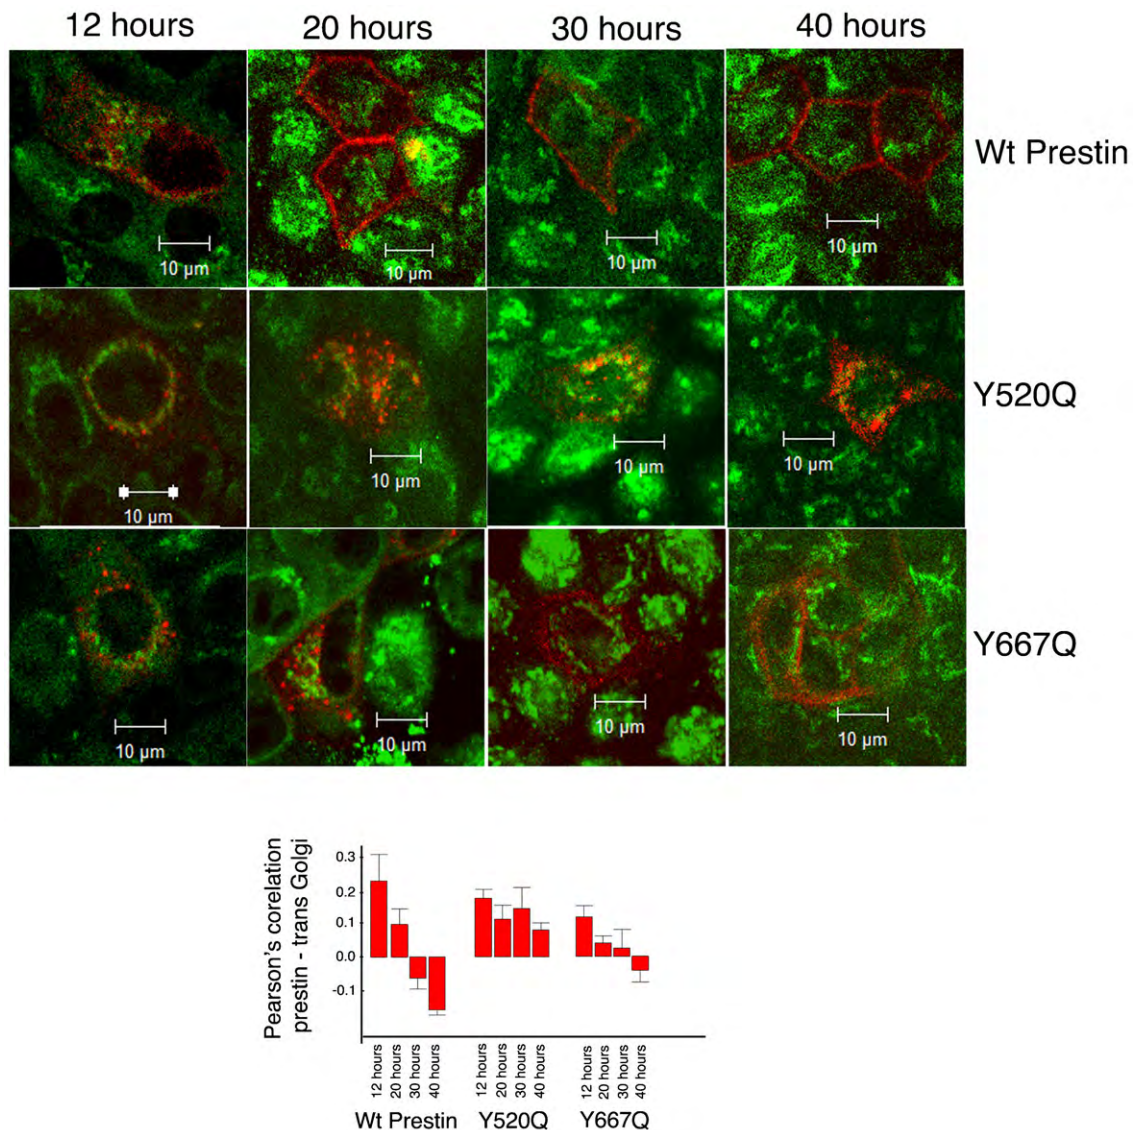 12 hours 20 hours 30 hours 40 hours
10 µm 10 µm 10 µm 10 µm Wt Prestin
10 µm 10 µm 10 µm 10 µm Y520Q
10 µm 10 µm 10 µm 10 µm Y667Q
Pearson's corelation
prestin - trans Golgi
0.3
0.2
0.1
0.0
-0.1
12 hours 20 hours 30 hours 40 hours 12 hours 20 hours 30 hours 40 hours 12 hours 20 hours 30 hours 40 hours
Wt Prestin Y520Q Y667Q